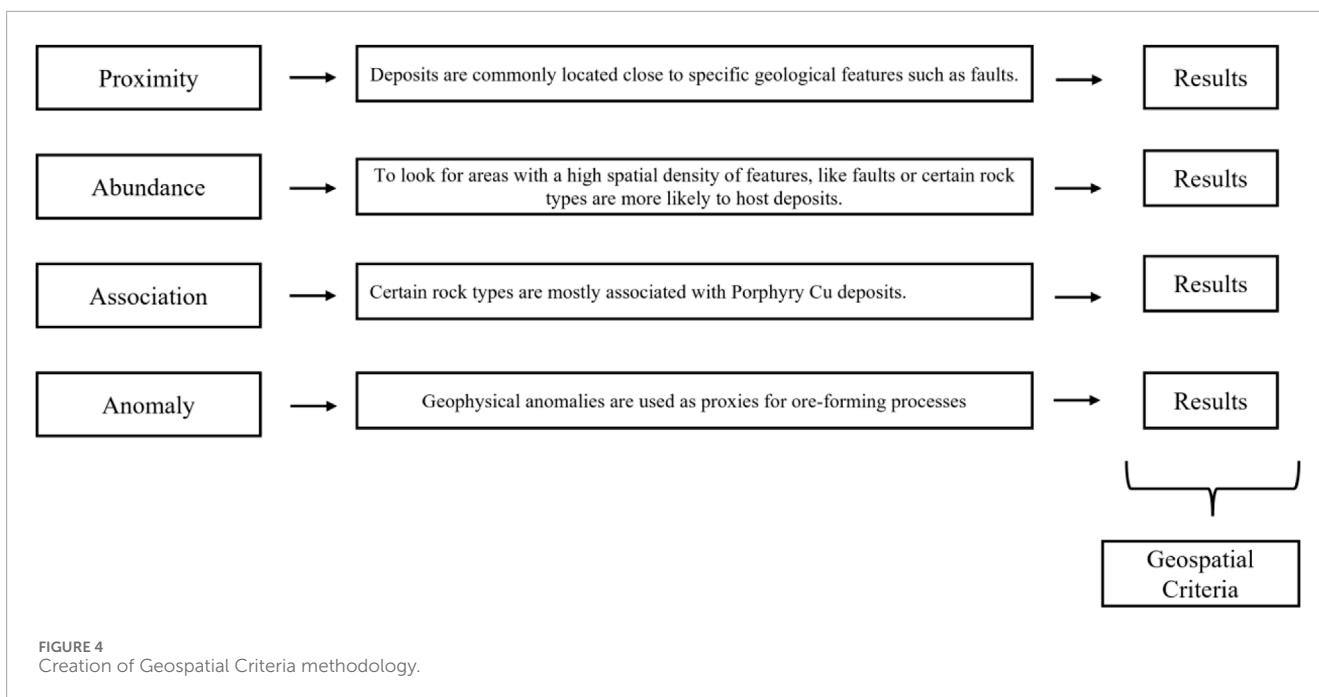 Proximity
Deposits are commonly located close to specific geological features such as faults.
Results
Abundance
To look for areas with a high spatial density of features, like faults or certain rock
types are more likely to host deposits.
Results
Association
Certain rock types are mostly associated with Porphyry Cu deposits.
Results
Anomaly
Geophysical anomalies are used as proxies for ore-forming processes
Results
Geospatial
Criteria
FIGURE 4
Creation of Geospatial Criteria methodology.